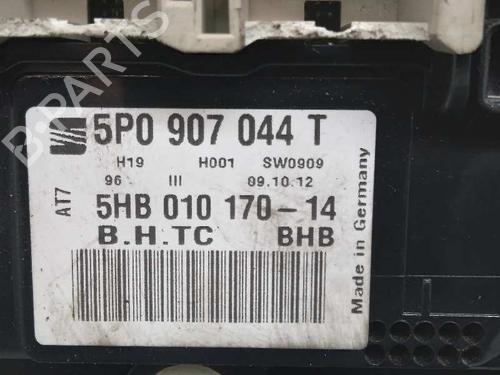 B-PARTS
5P0 907 044 T
H19 H001 SW0909
96 III 09.10.12
AT7
5HB 010 170-14
B.H.TC BHB
Made in Germany